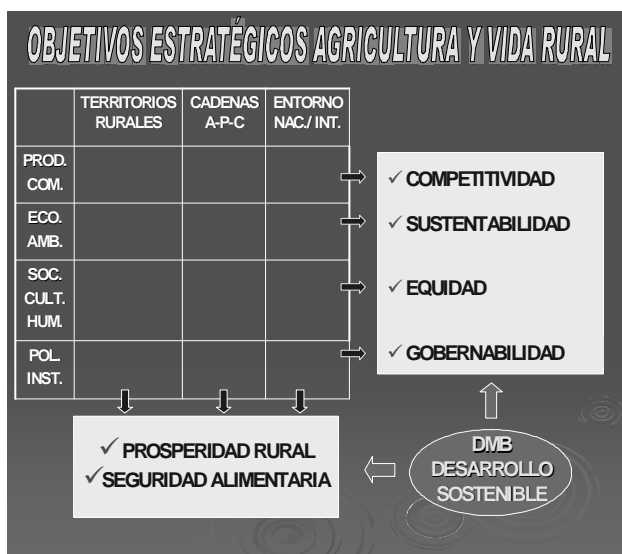 OBJETIVOS ESTRATÉGICOS AGRICULTURA Y VIDA RURAL
TERRITORIOS RURALES
CADENAS A-P-C
ENTORNO NAC./ INT.
PROD. COM.
ECO. AMB.
SOC. CULT. HUM.
POL. INST.
✓ COMPETITIVIDAD
✓ SUSTENTABILIDAD
✓ EQUIDAD
✓ GOBERNABILIDAD
✓ PROSPERIDAD RURAL
✓ SEGURIDAD ALIMENTARIA
DMB
DESARROLLO
SOSTENIBLE